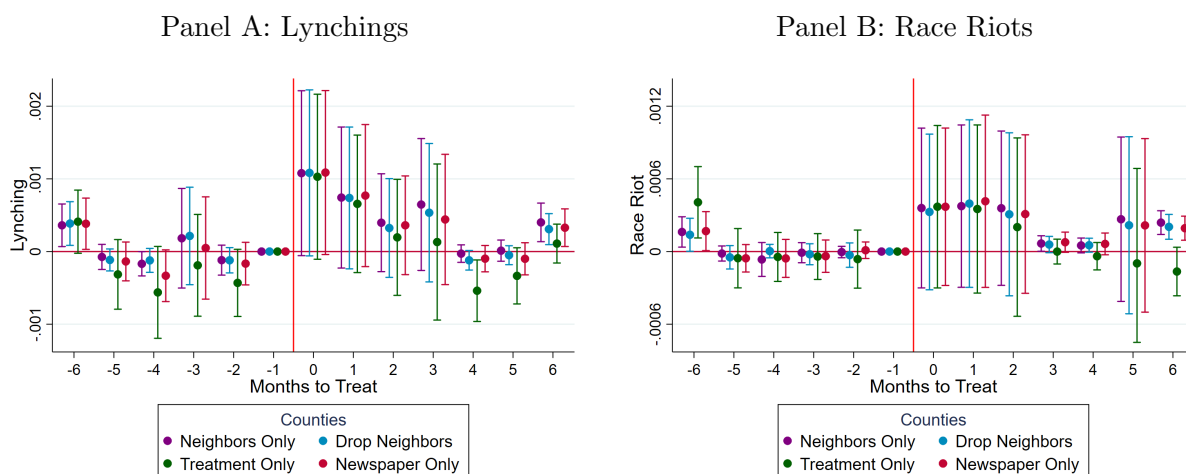 Panel A: Lynchings
.002
.001
0
-.001
Lynching
-6 -5 -4 -3 -2 -1 0 1 2 3 4 5 6
Months to Treat
Counties
Neighbors Only Drop Neighbors
Treatment Only Newspaper Only
Panel B: Race Riots
.0012
.0006
0
-.0006
Race Riot
-6 -5 -4 -3 -2 -1 0 1 2 3 4 5 6
Months to Treat
Counties
Neighbors Only Drop Neighbors
Treatment Only Newspaper Only